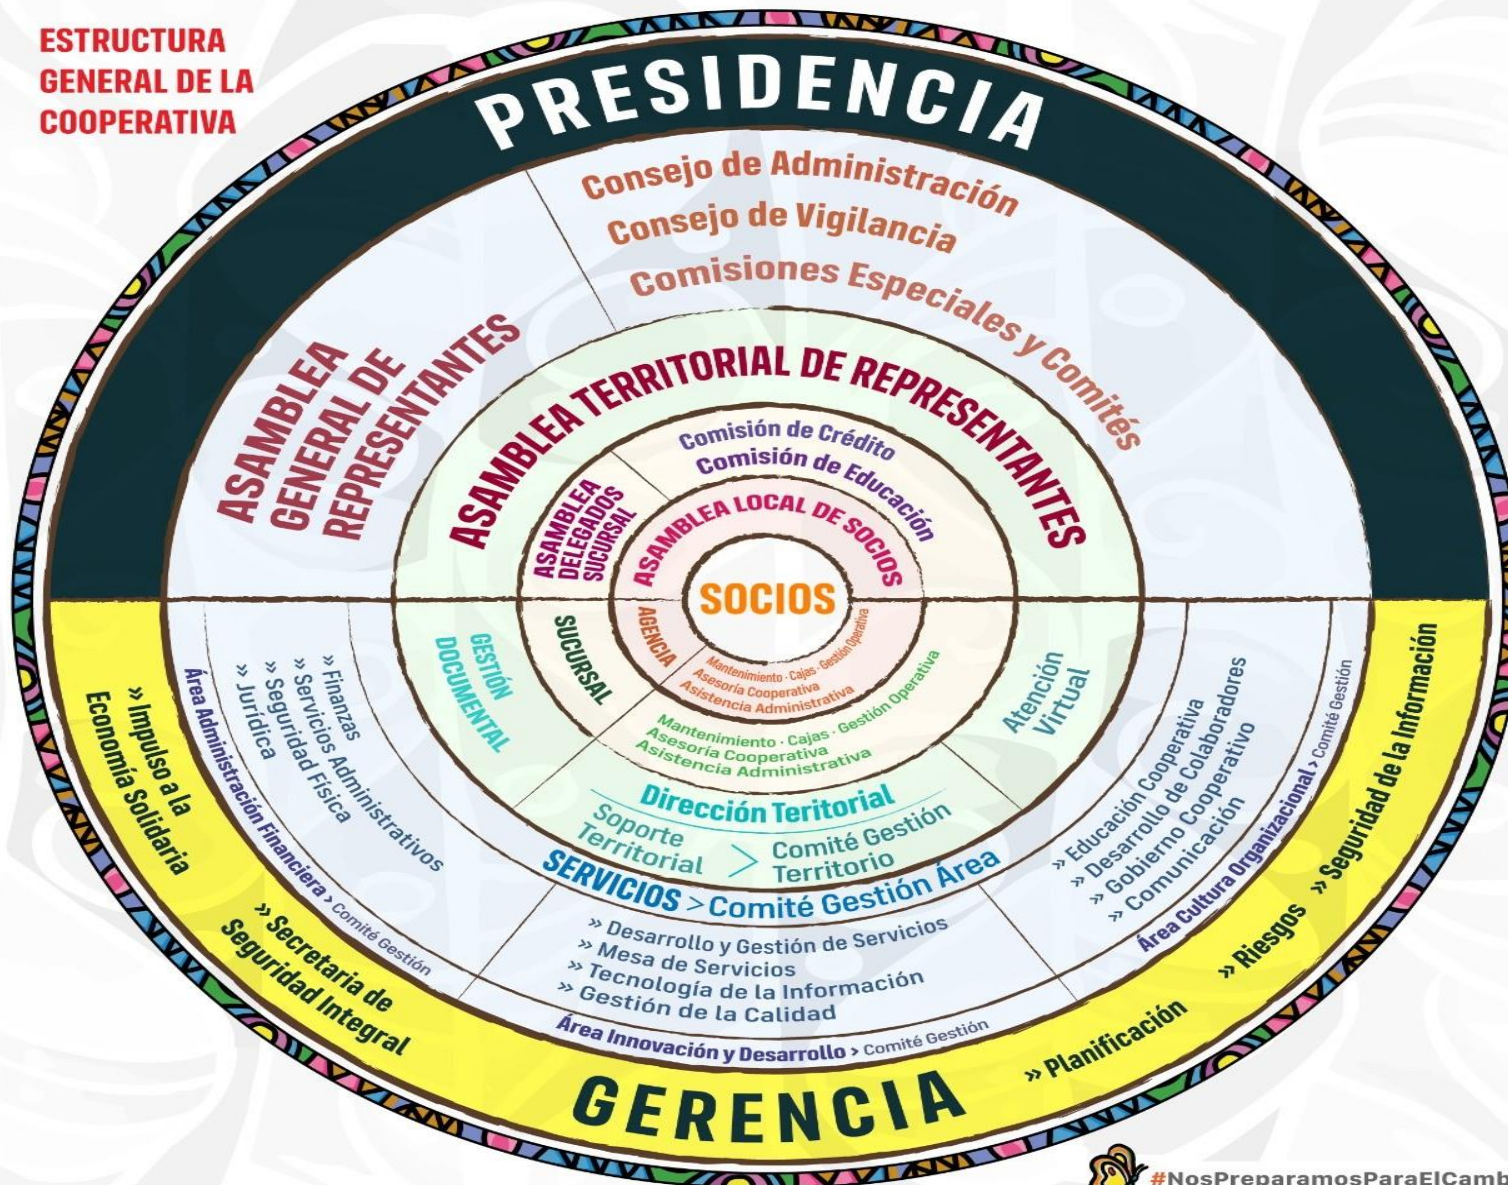 ESTRUCTURA
GENERAL DE LA
COOPERATIVA
PRESIDENCIA
Consejo de Administración
Consejo de Vigilancia
Comisiones Especiales y Comités
ASAMBLEA
GENERAL DE
REPRESENTANTES
ASAMBLEA TERRITORIAL DE REPRESENTANTES
Comisión de Crédito
Comisión de Educación
ASAMBLEA
DELEGADOS
SUCURSAL
ASAMBLEA LOCAL DE SOCIOS
SOCIOS
AGENCIA
Mantenimiento · Cajas · Gestión Operativa
Asesoría Cooperativa
Asistencia Administrativa
SUCURSAL
Mantenimiento · Cajas · Gestión Operativa
Asesoría Cooperativa
Asistencia Administrativa
GESTIÓN
DOCUMENTAL
Atención
Virtual
Dirección Teritorial
Soporte
Territorial
>
Comité Gestión
Territorio
SERVICIOS > Comité Gestión Área
» Finanzas
» Servicios Administrativos
» Seguridad Física
» Jurídica
Área Administración Financiera > Comité Gestión
» Desarrollo y Gestión de Servicios
» Mesa de Servicios
» Tecnología de la Información
» Gestión de la Calidad
Área Innovación y Desarrollo > Comité Gestión
» Educación Cooperativa
» Desarrollo de Colaboradores
» Gobierno Cooperativo
» Comunicación
Área Cultura Organizacional > Comité Gestión
» Impulso a la
Economía Solidaria
» Secretaria de
Seguridad Integral
GERENCIA
» Planificación
» Riesgos
» Seguridad de la Información
#NosPreparamosParaElCamb